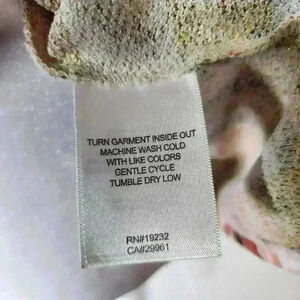 TURN GARMENT INSIDE OUT
MACHINE WASH COLD
WITH LIKE COLORS
GENTLE CYCLE
TUMBLE DRY LOW
RN#19232
CA#29961